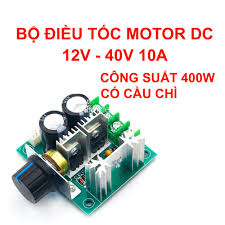 BỘ ĐIỀU TỐC MOTOR DC
12V - 40V 10A
CÔNG SUẤT 400W
CÓ CẦU CHÌ